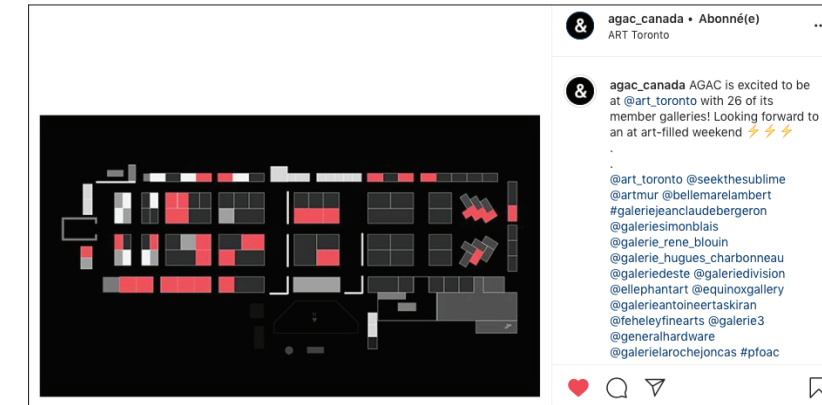 agac_canada • Abonné(e)
ART Toronto
agac_canada AGAC is excited to be
at @art_toronto with 26 of its
member galleries! Looking forward to
an at art-filled weekend ⚡⚡⚡
.
.
@art_toronto @seekthesublime
@artmur @bellemarelambert
#galeriejeanclaudebergeron
@galeriesimonblais
@galerie_rene_blouin
@galerie_hugues_charbonneau
@galeriedeste @galeriedivision
@ellephantart @equinoxgallery
@galerieantoineertaskiran
@feheleyfinearts @galerie3
@generalhardware
@galerielarochejoncas #pfoac